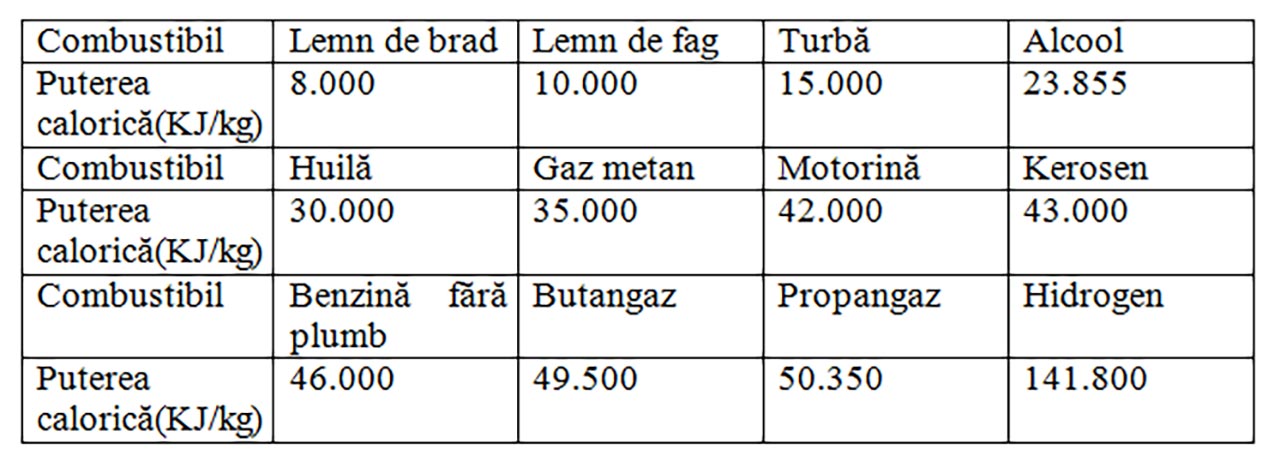 Combustibil Lemn de brad Lemn de fag Turbă Alcool
Puterea 8.000 10.000 15.000 23.855
calorică(KJ/kg)
Combustibil Huilă Gaz metan Motorină Kerosen
Puterea 30.000 35.000 42.000 43.000
calorică(KJ/kg)
Combustibil Benzină fără Butangaz Propangaz Hidrogen
plumb
Puterea 46.000 49.500 50.350 141.800
calorică(KJ/kg)